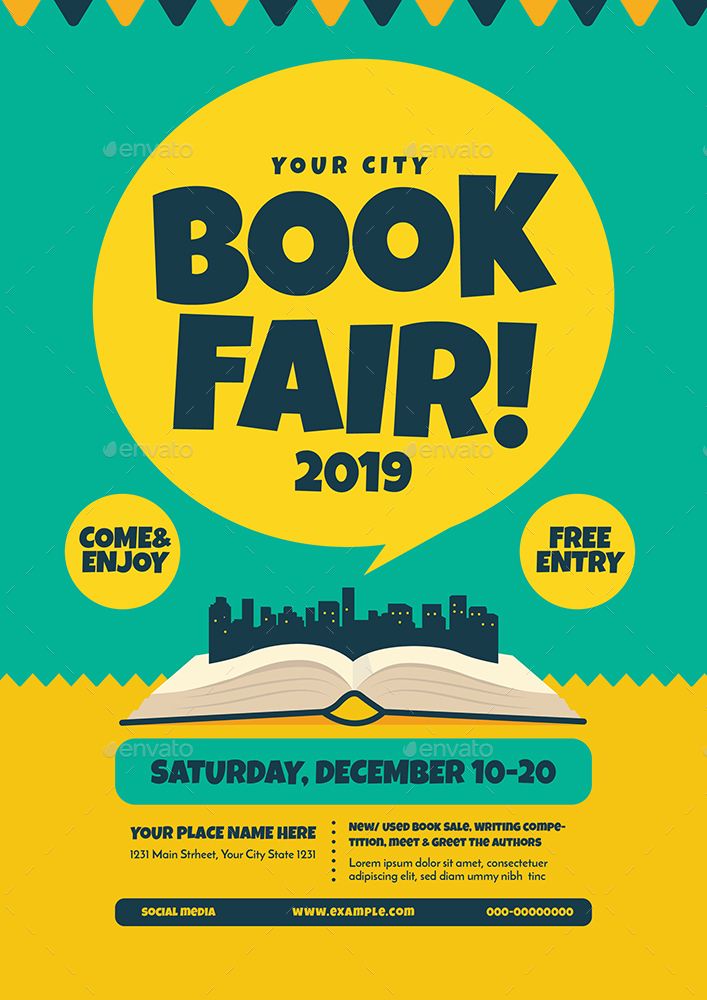 YOUR CITY
BOOK
FAIR!
2019
COME&
ENJOY
FREE
ENTRY
SATURDAY, DECEMBER 10-20
YOUR PLACE NAME HERE
1231 Main Strheet, Your City State 1231
New/ Used Book Sale, Writing Compe-
tition, meet & Greet the Authors
Lorem ipsum dolor sit amet, consectetuer
adipiscing elit, sed diam ummy nibh tinc
Social Media
www.example.com
000-00000000
envato
envato
envato
envato
envato
envato